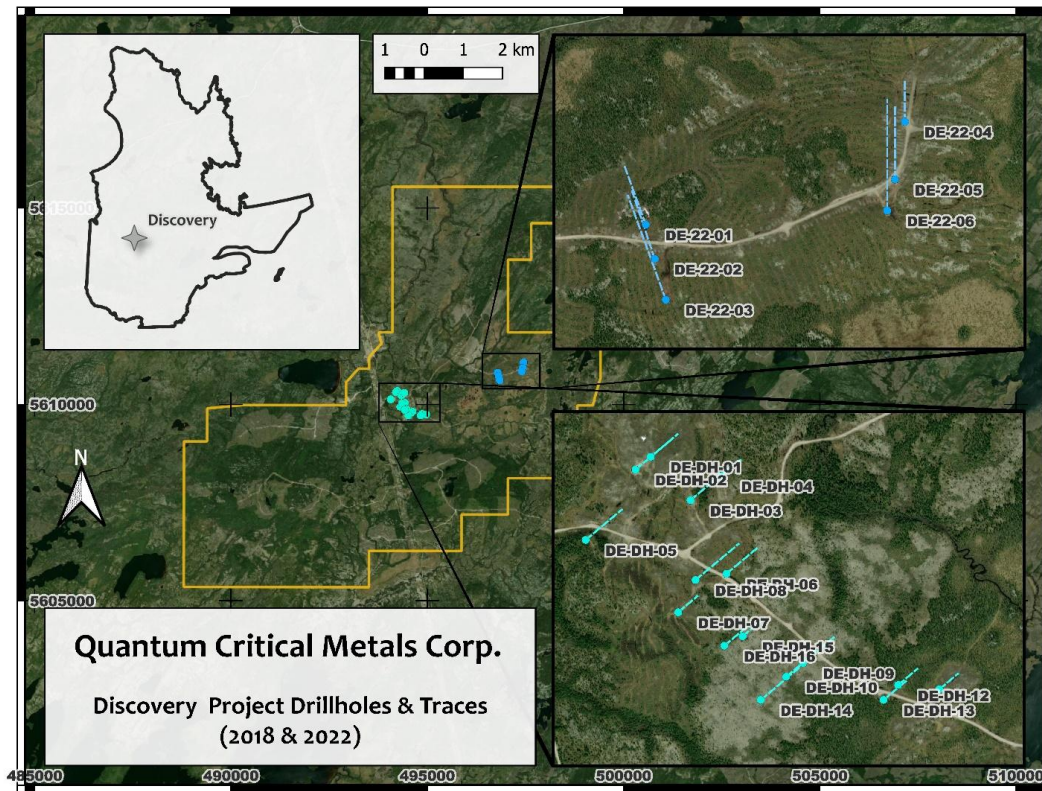 1 0 1 2 km
Discovery
5615000
5610000
5605000
N
DE-22-04
DE-22-05
DE-22-06
DE-22-01
DE-22-02
DE-22-03
DE-DH-01
DE-DH-02
DE-DH-04
DE-DH-03
DE-DH-05
DE-DH-06
DE-DH-08
DE-DH-07
DE-DH-15
DE-DH-16
DE-DH-09
DE-DH-10
DE-DH-12
DE-DH-14
DE-DH-13
Quantum Critical Metals Corp.
Discovery Project Drillholes & Traces
(2018 & 2022)
485000 490000 495000 500000 505000 510000